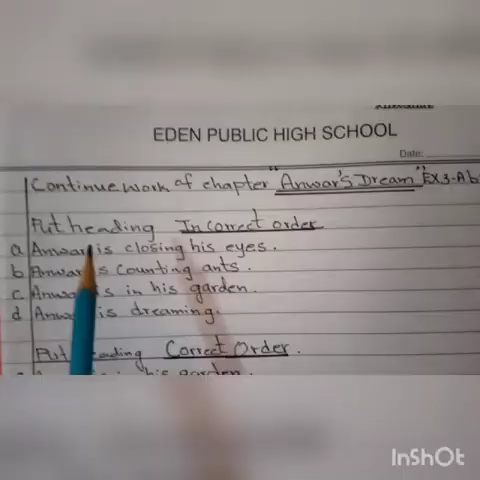 EDEN PUBLIC HIGH SCHOOL
Date:
Continue work of chapter "Anwar's Dream" EX.3-A b
Put heading Incorrect order
a Anwar is closing his eyes.
b Anwar is counting ants.
c Anwar is in his garden.
d Anwar is dreaming.
Put heading Correct Order.
his garden.
InShOt